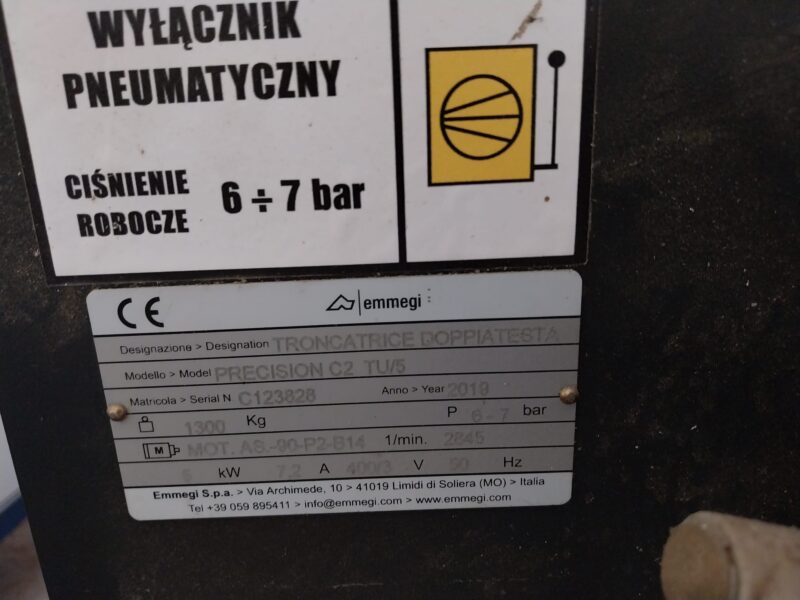 WYŁĄCZNIK
PNEUMATYCZNY
CIŚNIENIE
ROBOCZE
6 ÷ 7 bar
CE
emmegi
Designazione > Designation TRONCATRICE DOPPIATESTA
Modello > Model PRECISION C2 TU/5
Matricola > Serial N C123828 Anno > Year 2019
1300 Kg P 6 - 7 bar
M MOT. AS.-90-P2-B14 1/min. 2845
kW 7,2 A 400/3 V 50 Hz
Emmegi S.p.a. > Via Archimede, 10 > 41019 Limidi di Soliera (MO) > Italia
Tel +39 059 895411 > info@emmegi.com > www.emmegi.com